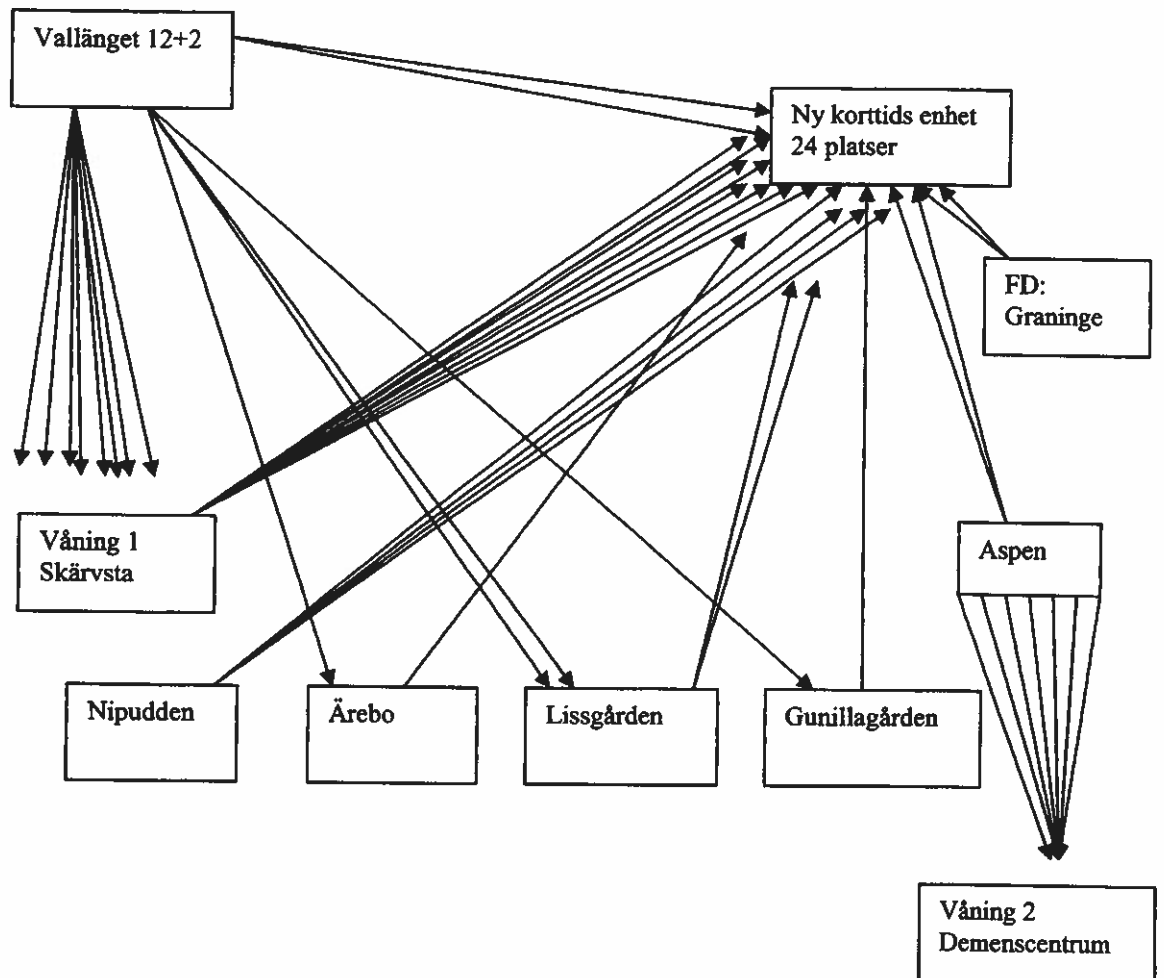 Vallänget 12+2
Ny korttids enhet
24 platser
FD:
Graninge
Våning 1
Skärvsta
Aspen
Nipudden
Ärebo
Lissgården
Gunillagården
Våning 2
Demenscentrum